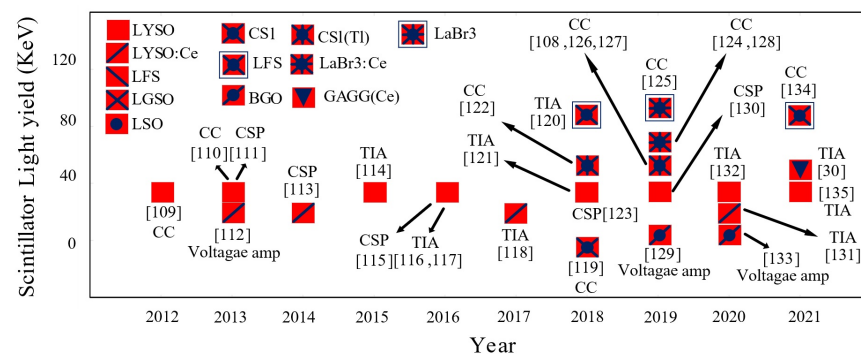 LYSO
LYSO:Ce
LFS
LGSO
LSO
CS1
LFS
BGO
CSl(Tl)
LaBr3:Ce
GAGG(Ce)
LaBr3
Scintillator Light yield (KeV)
120
80
40
0
[109]
CC
CC
[110]
CSP
[111]
[112]
Voltagae amp
CSP
[113]
TIA
[114]
CSP
[115]
TIA
[116 ,117]
TIA
[118]
CC
[122]
TIA
[121]
TIA
[120]
CSP[123]
[119]
CC
CC
[108 ,126,127]
CC
[125]
CC
[124 ,128]
CSP
[130]
[129]
Voltagae amp
TIA
[132]
[133]
Voltagae amp
TIA
[131]
CC
[134]
TIA
[30]
[135]
TIA
2012
2013
2014
2015
2016
2017
2018
2019
2020
2021
Year